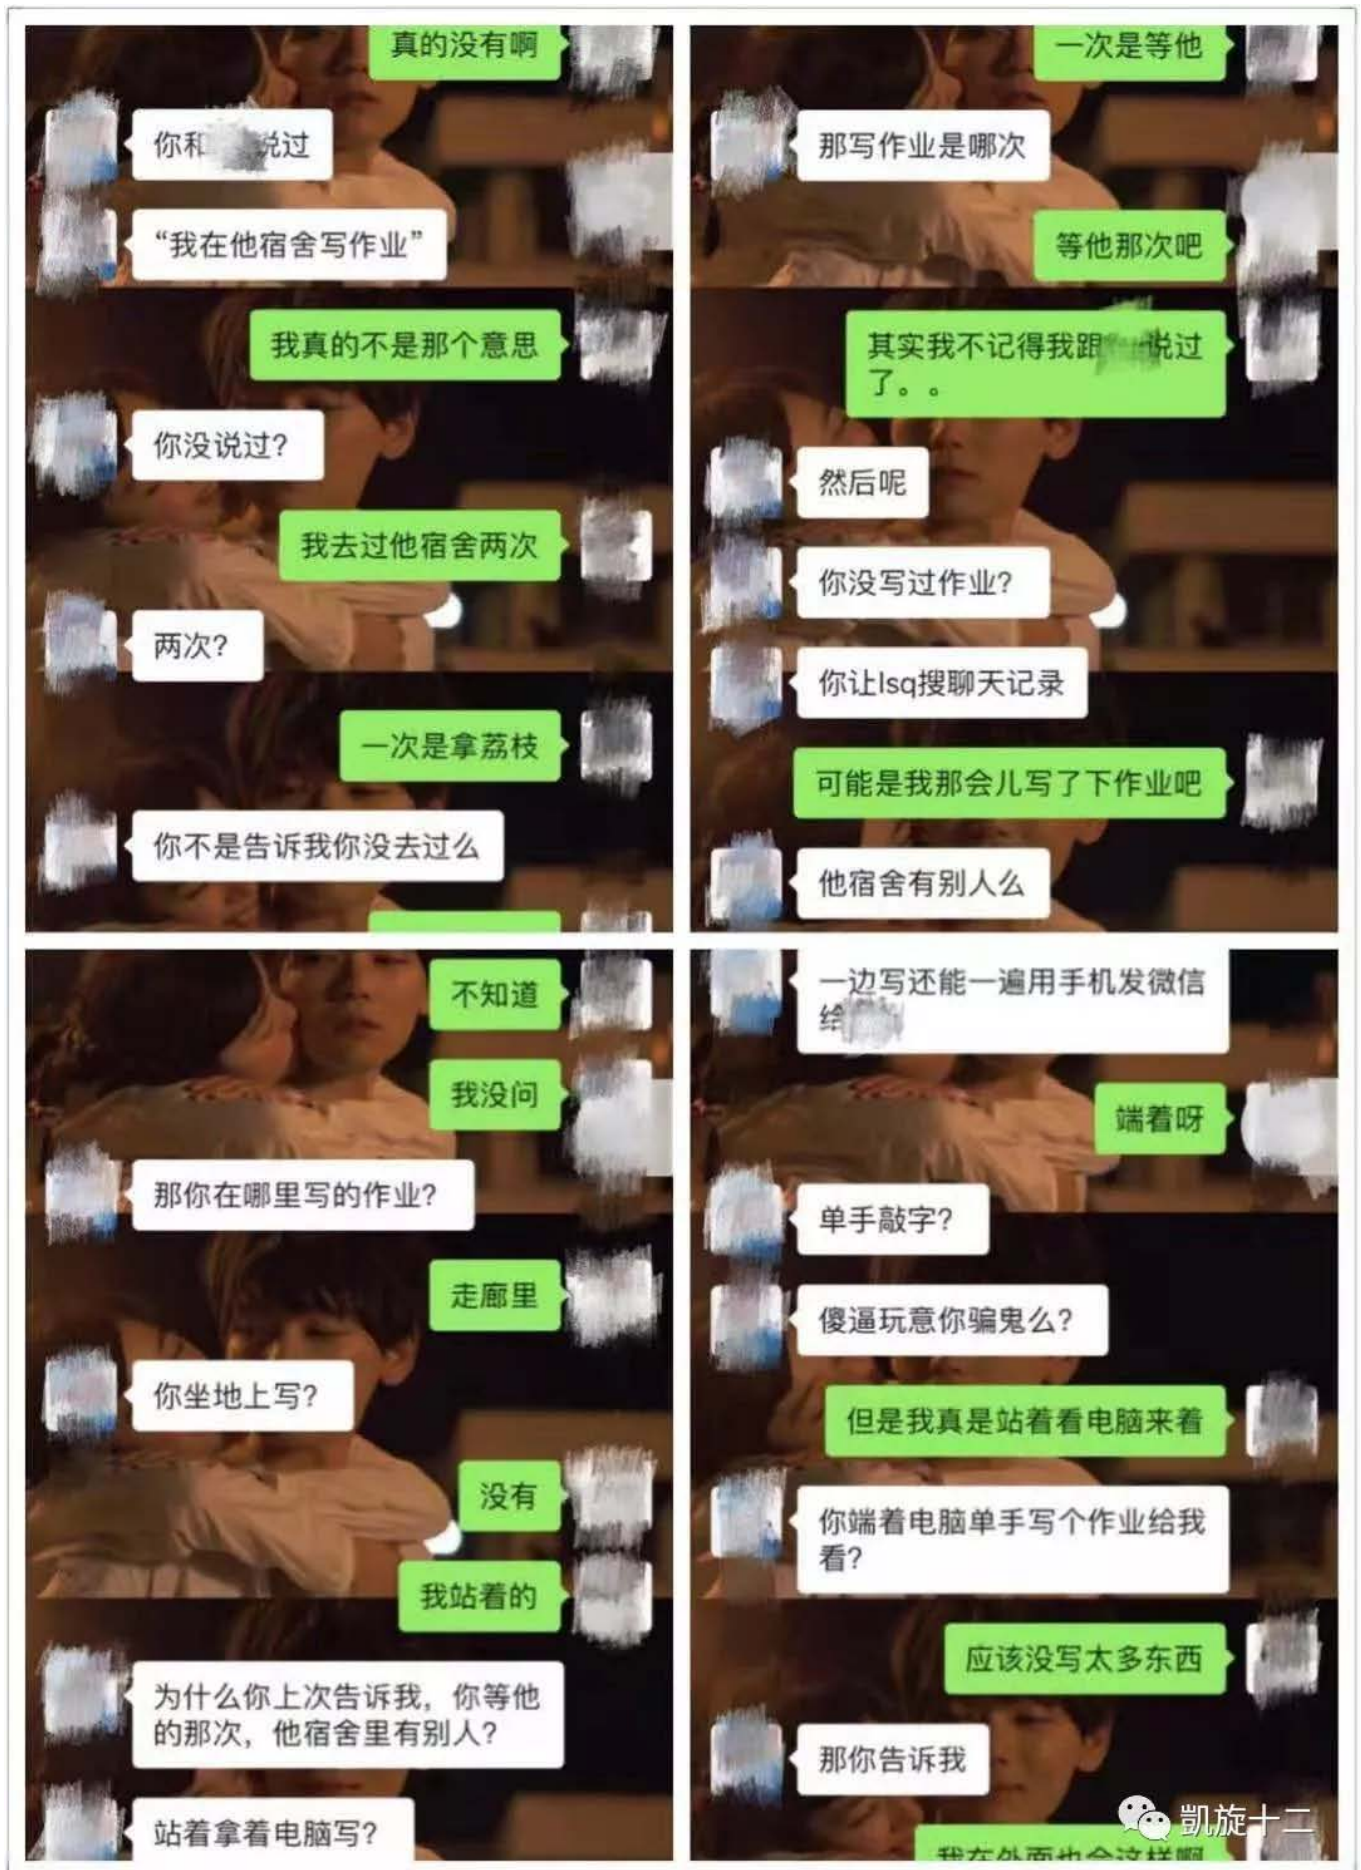 真的没有啊
你和 说过
“我在他宿舍写作业”
我真的不是那个意思
你没说过？
我去过他宿舍两次
两次？
一次是拿荔枝
你不是告诉我你没去过么
一次是等他
那写作业是哪次
等他那次吧
其实我不记得我跟 说过
了。。
然后呢
你没写过作业？
你让lsq搜聊天记录
可能是我那会儿写了下作业吧
他宿舍有别人么
不知道
我没问
那你在哪里写的作业？
走廊里
你坐地上写？
没有
我站着的
为什么你上次告诉我，你等他
的那次，他宿舍里有别人？
站着拿着电脑写？
一边写还能一遍用手机发微信
给
端着呀
单手敲字？
傻逼玩意你骗鬼么？
但是我真是站着看电脑来着
你端着电脑单手写个作业给我
看？
应该没写太多东西
那你告诉我
我在外面也会这样啊
凱旋十二